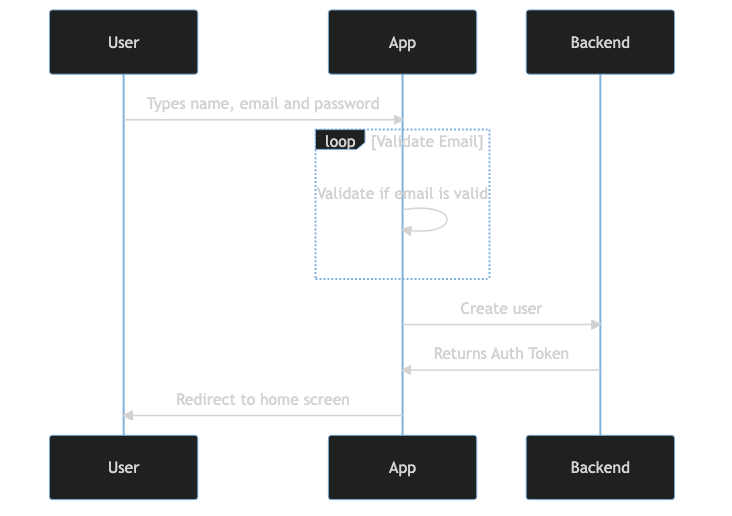 User
App
Backend
Types name, email and password
loop
[Validate Email]
Validate if email is valid
Create user
Returns Auth Token
Redirect to home screen
User
App
Backend